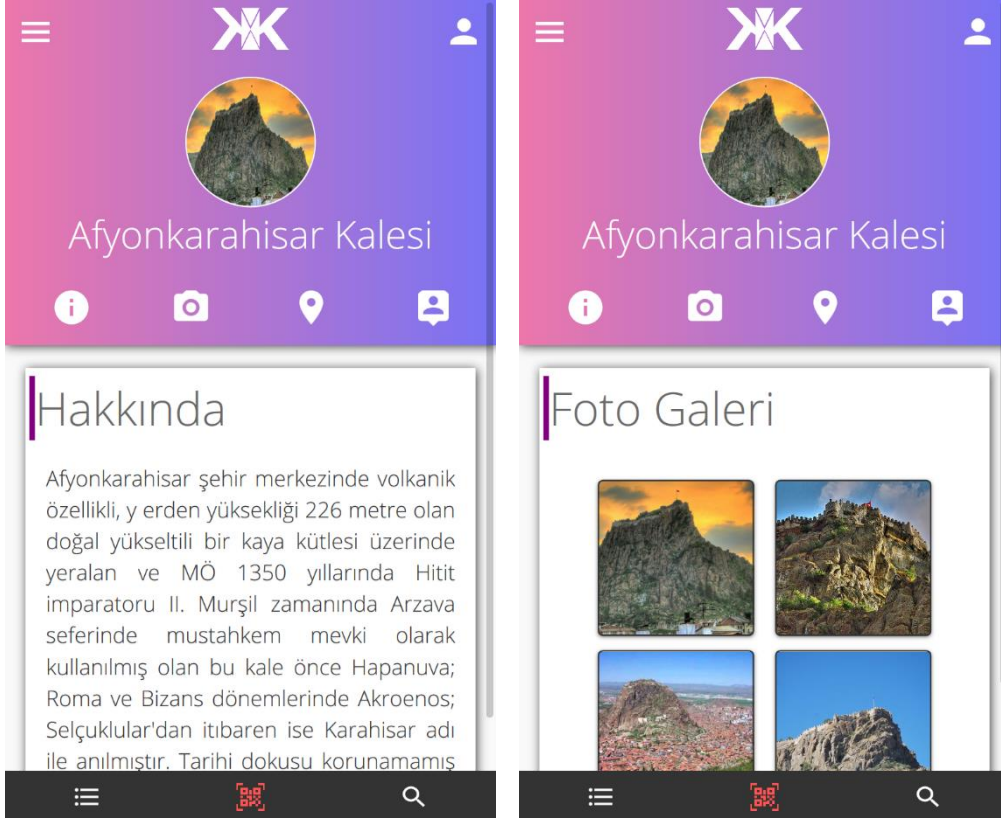 Afyonkarahisar Kalesi
Hakkında
Afyonkarahisar şehir merkezinde volkanik
özellikli, y erden yüksekliği 226 metre olan
doğal yükseltili bir kaya kütlesi üzerinde
yeralan ve MÖ 1350 yıllarında Hitit
imparatoru II. Murşil zamanında Arzava
seferinde mustahkem mevki olarak
kullanılmış olan bu kale önce Hapanuva;
Roma ve Bizans dönemlerinde Akroenos;
Selçuklular'dan itibaren ise Karahisar adı
ile anılmıştır. Tarihi dokusu korunamamış
Afyonkarahisar Kalesi
Foto Galeri